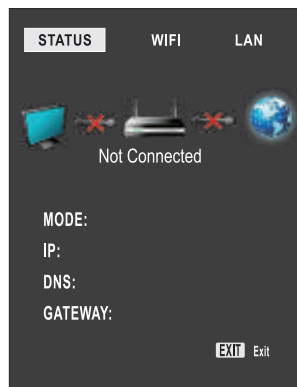 STATUS WIFI LAN
Not Connected
MODE:
IP:
DNS:
GATEWAY:
EXIT Exit